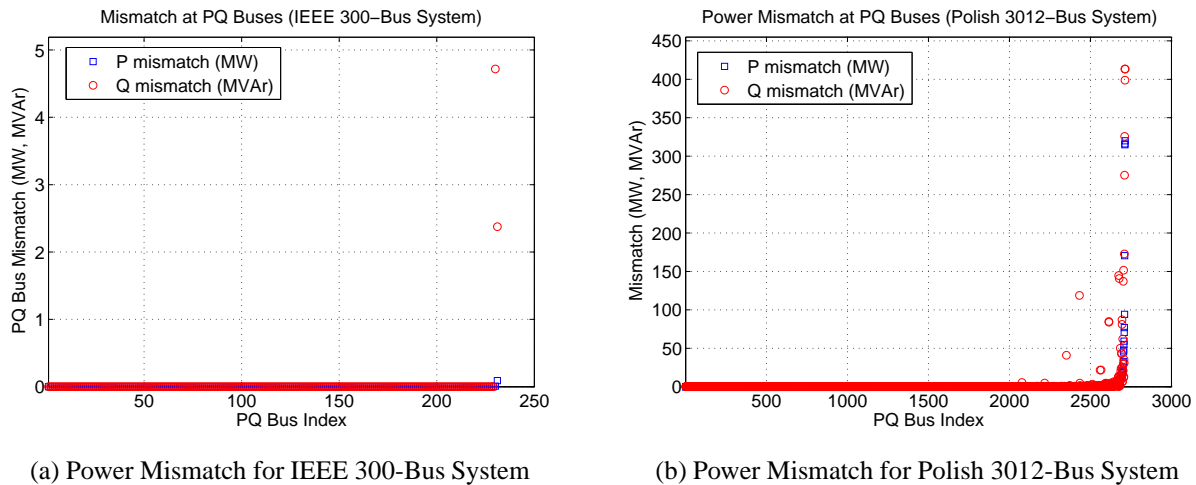 Mismatch at PQ Buses (IEEE 300−Bus System)
PQ Bus Mismatch (MW, MVAr)
5
4
3
2
1
0
P mismatch (MW)
Q mismatch (MVAr)
50
100
150
200
250
PQ Bus Index
(a) Power Mismatch for IEEE 300-Bus System
Power Mismatch at PQ Buses (Polish 3012−Bus System)
Mismatch (MW, MVAr)
450
400
350
300
250
200
150
100
50
0
P mismatch (MW)
Q mismatch (MVAr)
500
1000
1500
2000
2500
3000
PQ Bus Index
(b) Power Mismatch for Polish 3012-Bus System